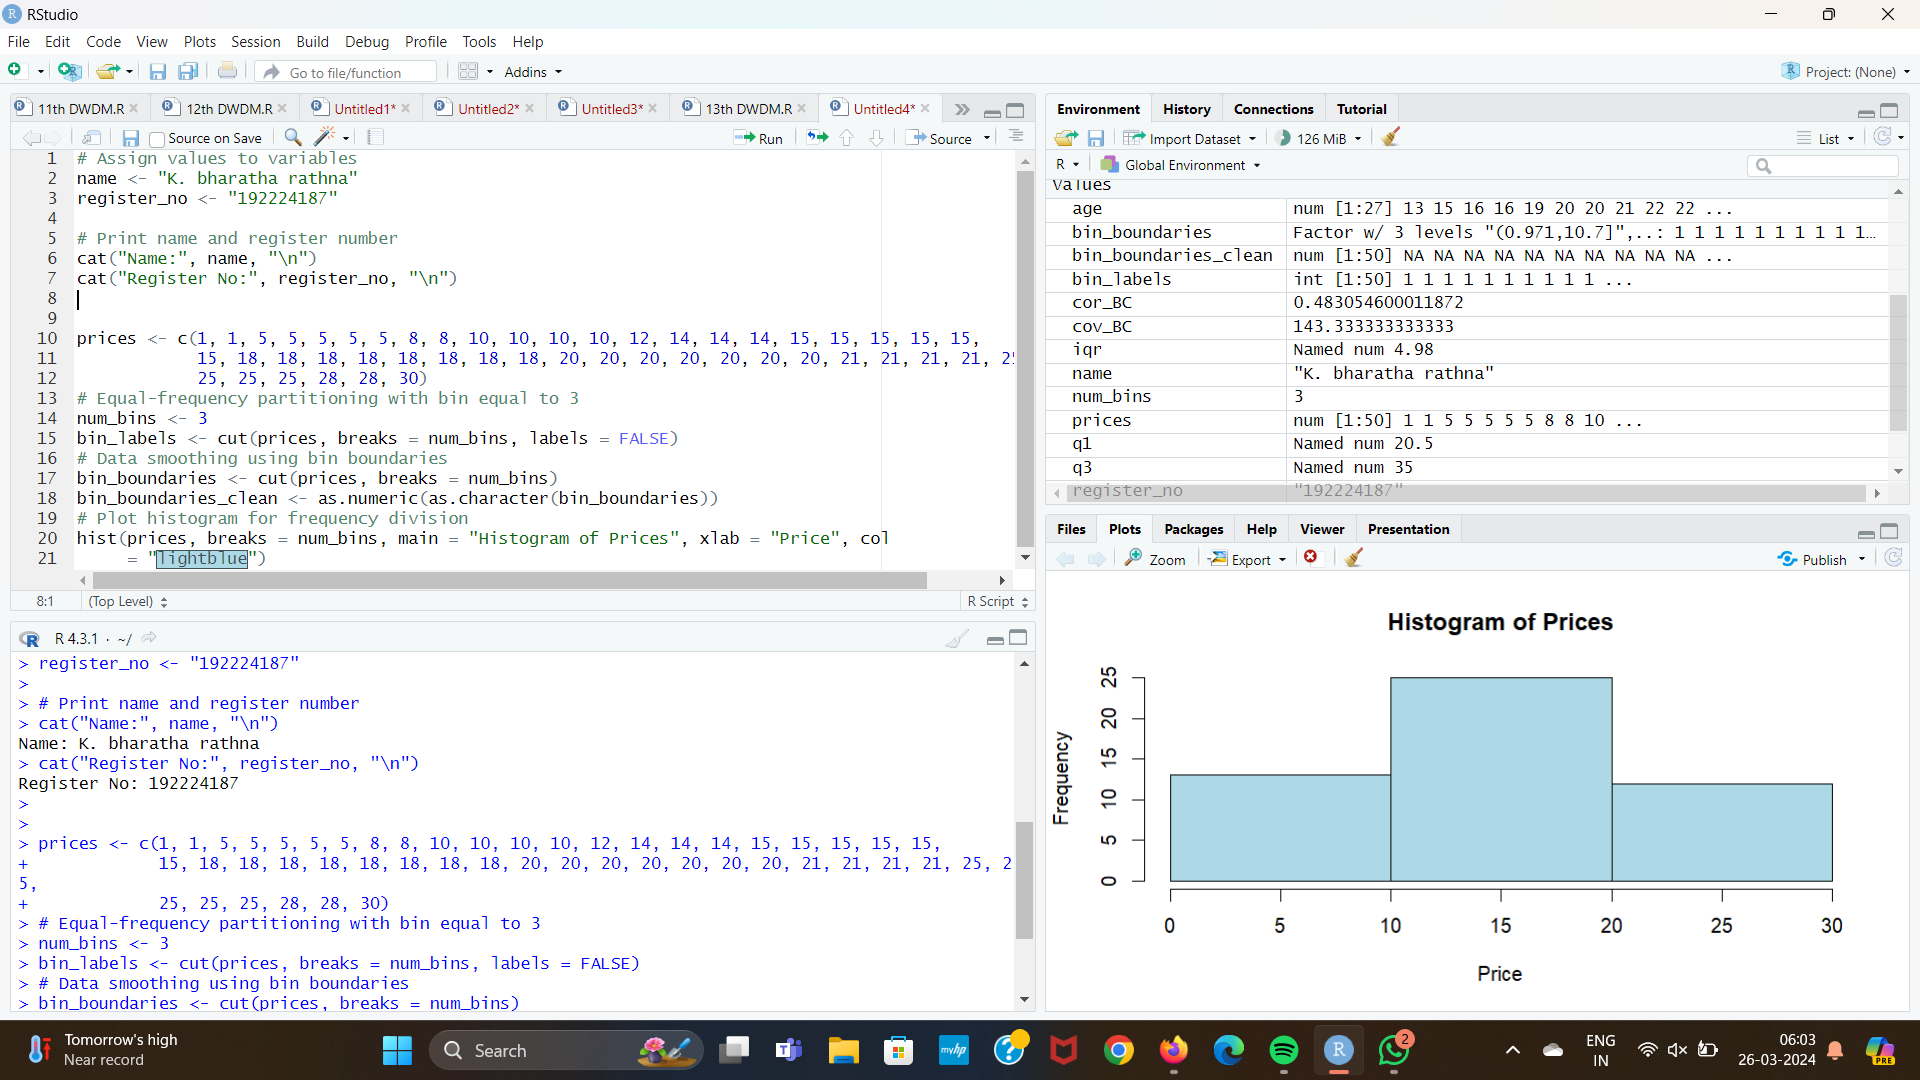 RStudio
File Edit Code View Plots Session Build Debug Profile Tools Help
Go to file/function
Addins
Project: (None)
11th DWDM.R
12th DWDM.R
Untitled1*
Untitled2*
Untitled3*
13th DWDM.R
Untitled4*
Source on Save
Run
Source
1 # Assign values to variables
2 name <- "K. bharatha rathna"
3 register_no <- "192224187"
4
5 # Print name and register number
6 cat("Name:", name, "\n")
7 cat("Register No:", register_no, "\n")
8
9
10 prices <- c(1, 1, 5, 5, 5, 5, 5, 8, 8, 10, 10, 10, 10, 12, 14, 14, 14, 15, 15, 15, 15, 15,
11 15, 18, 18, 18, 18, 18, 18, 18, 18, 20, 20, 20, 20, 20, 20, 20, 21, 21, 21, 21, 25
12 25, 25, 25, 28, 28, 30)
13 # Equal-frequency partitioning with bin equal to 3
14 num_bins <- 3
15 bin_labels <- cut(prices, breaks = num_bins, labels = FALSE)
16 # Data smoothing using bin boundaries
17 bin_boundaries <- cut(prices, breaks = num_bins)
18 bin_boundaries_clean <- as.numeric(as.character(bin_boundaries))
19 # Plot histogram for frequency division
20 hist(prices, breaks = num_bins, main = "Histogram of Prices", xlab = "Price", col
21 = "lightblue")
8:1 (Top Level) R Script
R 4.3.1 · ~/
> register_no <- "192224187"
>
> # Print name and register number
> cat("Name:", name, "\n")
Name: K. bharatha rathna
> cat("Register No:", register_no, "\n")
Register No: 192224187
>
>
> prices <- c(1, 1, 5, 5, 5, 5, 5, 8, 8, 10, 10, 10, 10, 12, 14, 14, 14, 15, 15, 15, 15, 15,
+ 15, 18, 18, 18, 18, 18, 18, 18, 18, 20, 20, 20, 20, 20, 20, 20, 21, 21, 21, 21, 25, 2
5,
+ 25, 25, 25, 28, 28, 30)
> # Equal-frequency partitioning with bin equal to 3
> num_bins <- 3
> bin_labels <- cut(prices, breaks = num_bins, labels = FALSE)
> # Data smoothing using bin boundaries
> bin_boundaries <- cut(prices, breaks = num_bins)
Environment History Connections Tutorial
Import Dataset
126 MiB
List
R
Global Environment
Values
age num [1:27] 13 15 16 16 19 20 20 21 22 22 ...
bin_boundaries Factor w/ 3 levels "(0.971,10.7]",..: 1 1 1 1 1 1 1 1 1 1...
bin_boundaries_clean num [1:50] NA NA NA NA NA NA NA NA NA NA ...
bin_labels int [1:50] 1 1 1 1 1 1 1 1 1 1 ...
cor_BC 0.483054600011872
cov_BC 143.333333333333
iqr Named num 4.98
name "K. bharatha rathna"
num_bins 3
prices num [1:50] 1 1 5 5 5 5 5 8 8 10 ...
q1 Named num 20.5
q3 Named num 35
register_no "192224187"
Files Plots Packages Help Viewer Presentation
Zoom
Export
Publish
Histogram of Prices
Frequency
25
20
15
10
5
0
0 5 10 15 20 25 30
Price
Tomorrow's high
Near record
Search
myhp
2
ENG
IN
06:03
26-03-2024
PRE